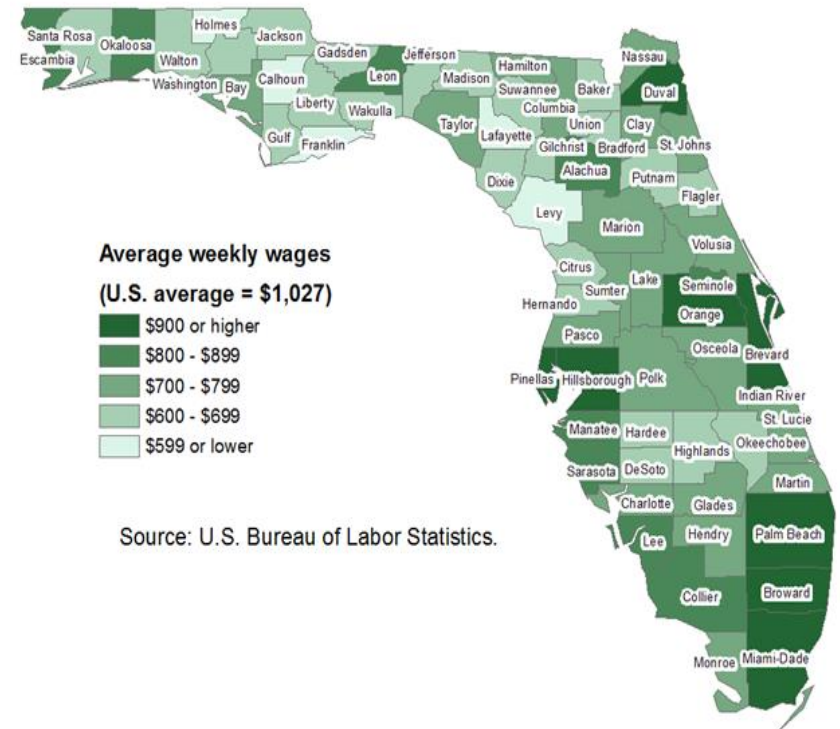 Holmes
Santa Rosa
Okaloosa
Jackson
Escambia
Walton
Gadsden
Jefferson
Hamilton
Nassau
Washington
Bay
Calhoun
Leon
Madison
Suwannee
Baker
Duval
Liberty
Wakulla
Columbia
Taylor
Lafayette
Union
Clay
Gulf
Franklin
Gilchrist
Bradford
St. Johns
Dixie
Alachua
Putnam
Flagler
Levy
Marion
Volusia
Average weekly wages
(U.S. average = $1,027)
$900 or higher
$800 - $899
$700 - $799
$600 - $699
$599 or lower
Citrus
Sumter
Lake
Seminole
Hernando
Orange
Pasco
Osceola
Brevard
Pinellas
Hillsborough
Polk
Indian River
St. Lucie
Manatee
Hardee
Okeechobee
Highlands
Sarasota
DeSoto
Martin
Charlotte
Glades
Source: U.S. Bureau of Labor Statistics.
Lee
Hendry
Palm Beach
Collier
Broward
Monroe
Miami-Dade